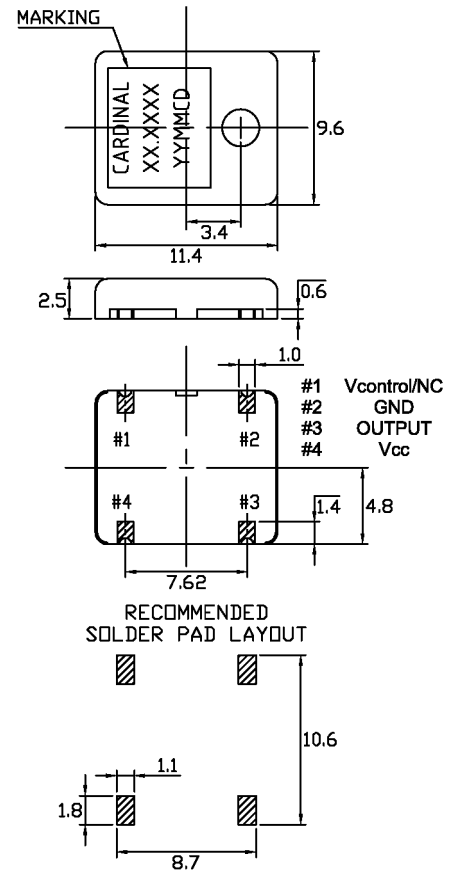 MARKING
CARDINAL
XX.XXXX
YYMMCD
9.6
3.4
11.4
2.5
0.6
1.0
#1 Vcontrol/NC
#2 GND
#3 OUTPUT
#4 Vcc
#1 #2
#4 #3
1.4
4.8
7.62
RECOMMENDED
SOLDER PAD LAYOUT
10.6
1.1
1.8
8.7